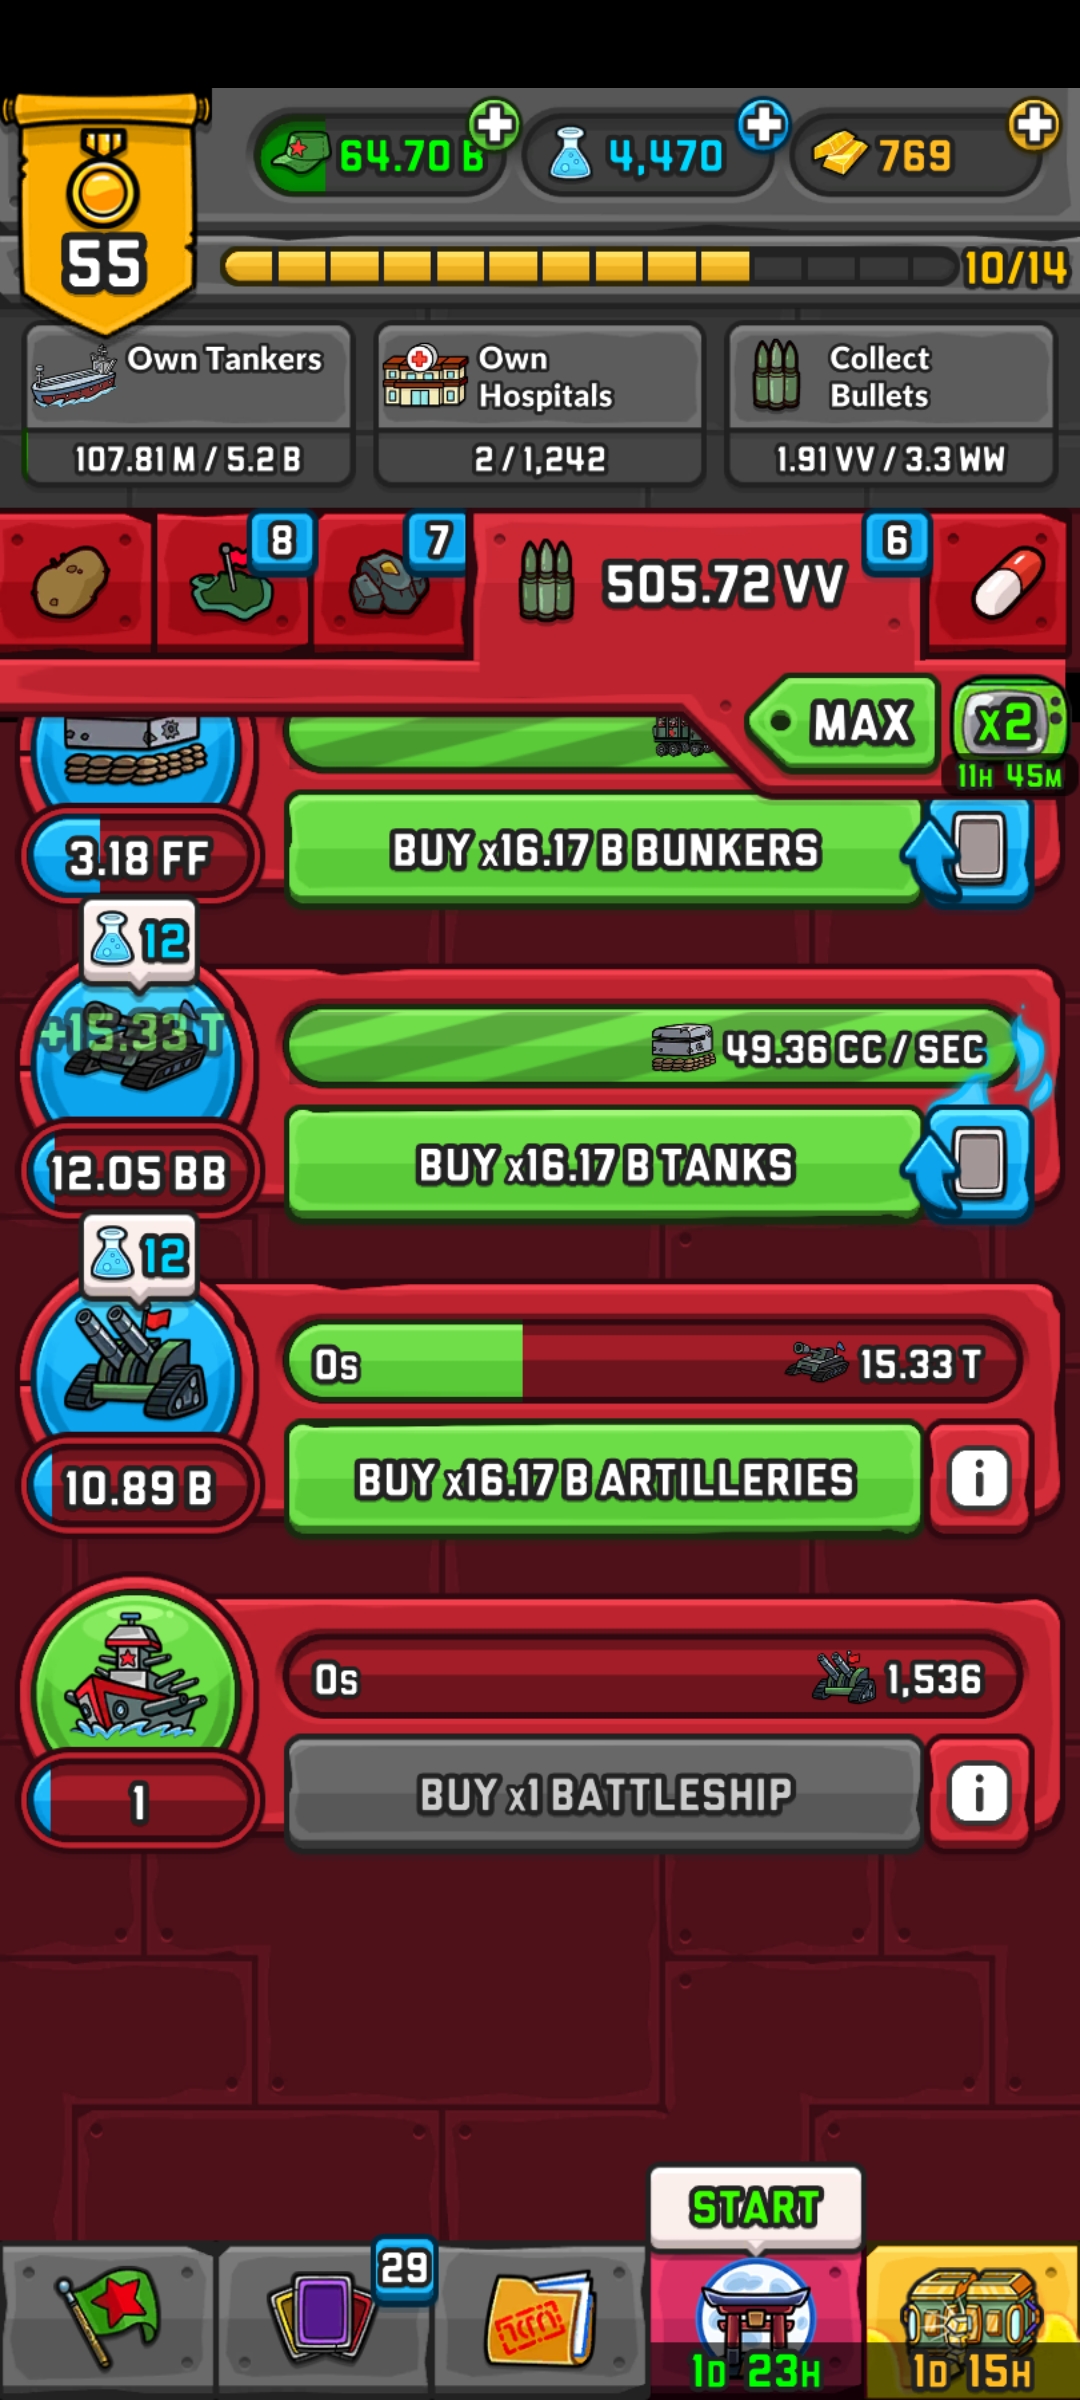 64.70 B
4,470
769
55
10/14
Own Tankers
107.81 M / 5.2 B
Own
Hospitals
2 / 1,242
Collect
Bullets
1.91 VV / 3.3 WW
8
7
505.72 VV
6
MAX
x2
11H 45M
3.18 FF
BUY x16.17 B BUNKERS
12
+15.33 T
49.36 CC / SEC
12.05 BB
BUY x16.17 B TANKS
12
0s
15.33 T
10.89 B
BUY x16.17 B ARTILLERIES
i
0s
1,536
1
BUY x1 BATTLESHIP
i
START
29
1D 23H
1D 15H